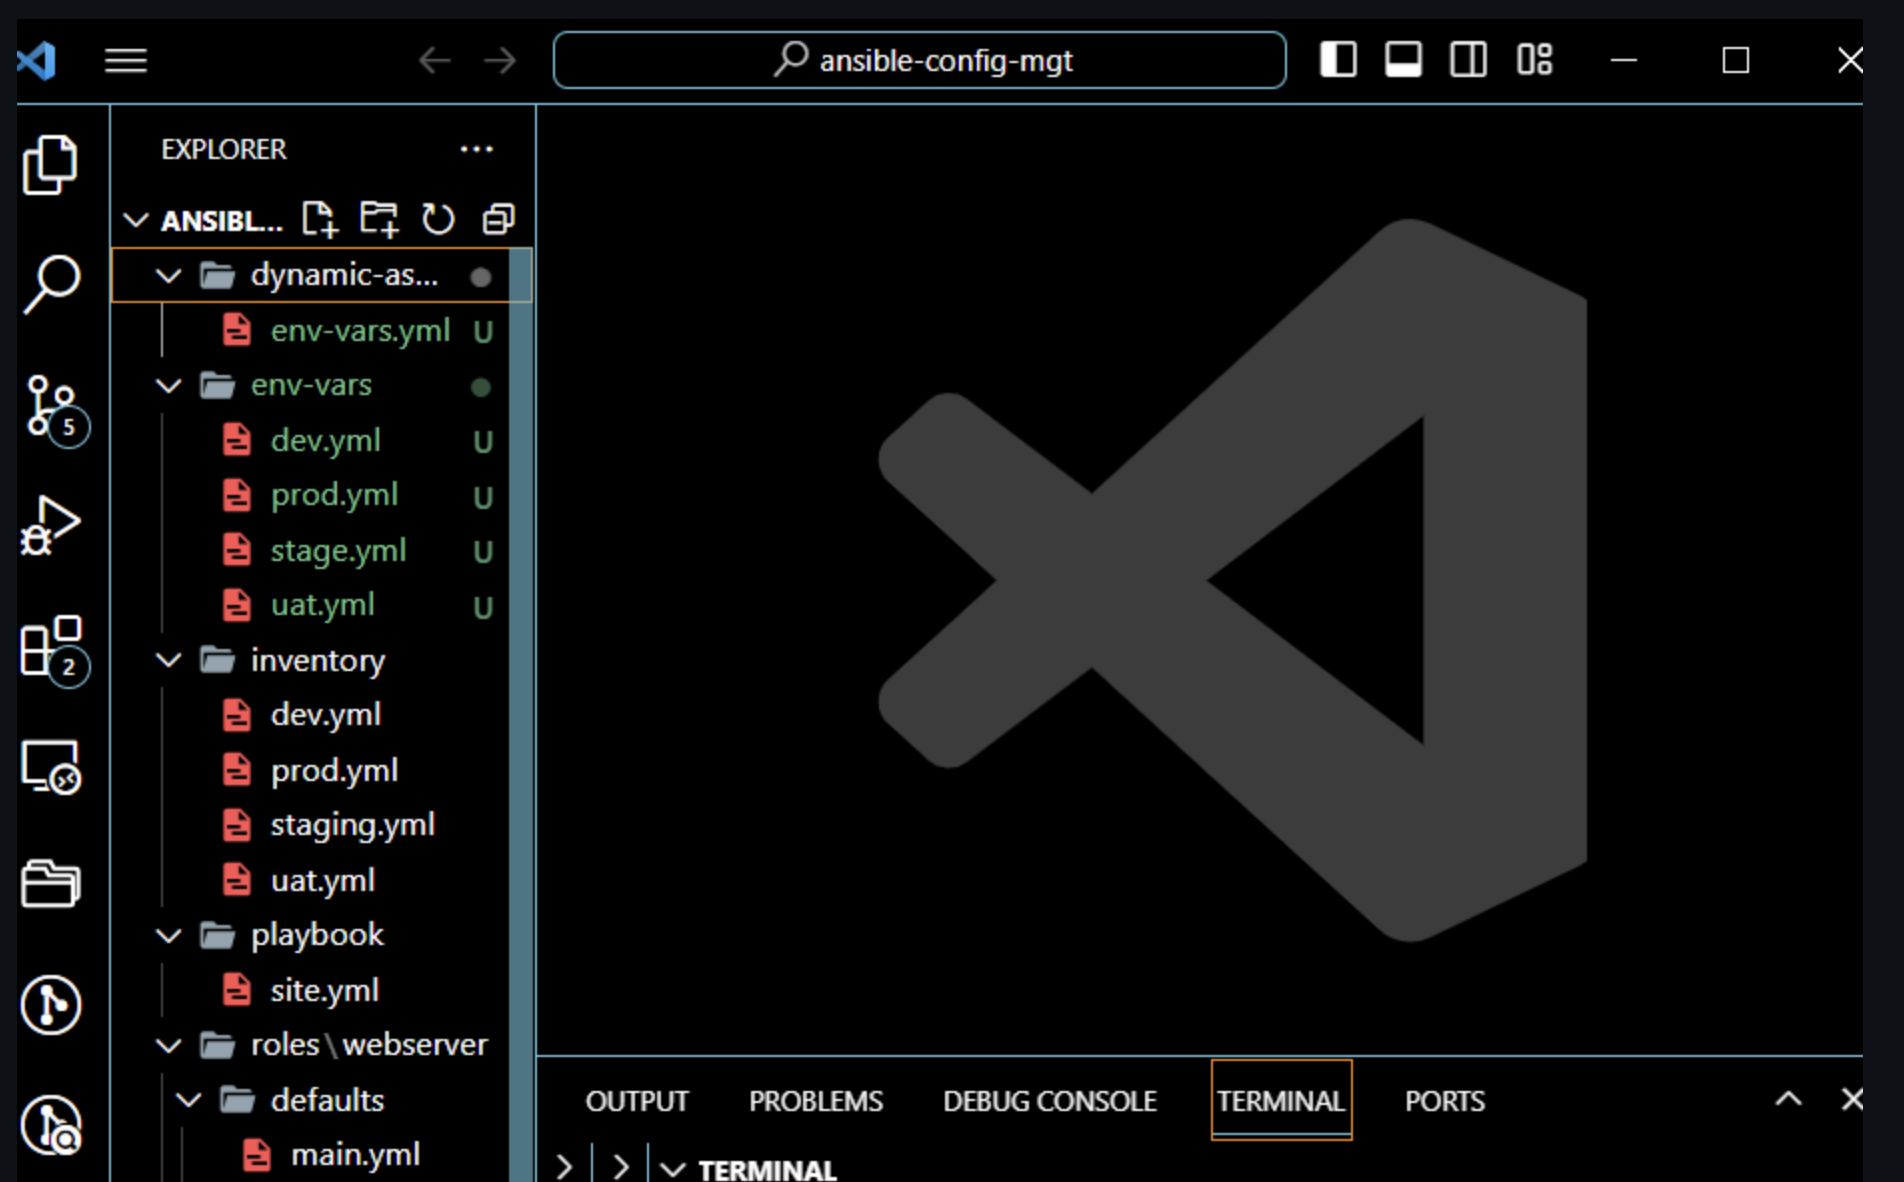 ansible-config-mgt
EXPLORER
ANSIBL...
dynamic-as...
env-vars.yml U
env-vars
dev.yml U
prod.yml U
5
stage.yml U
uat.yml U
inventory
2
dev.yml
prod.yml
staging.yml
uat.yml
playbook
site.yml
roles\webserver
defaults
main.yml
OUTPUT PROBLEMS DEBUG CONSOLE TERMINAL PORTS
TERMINAL